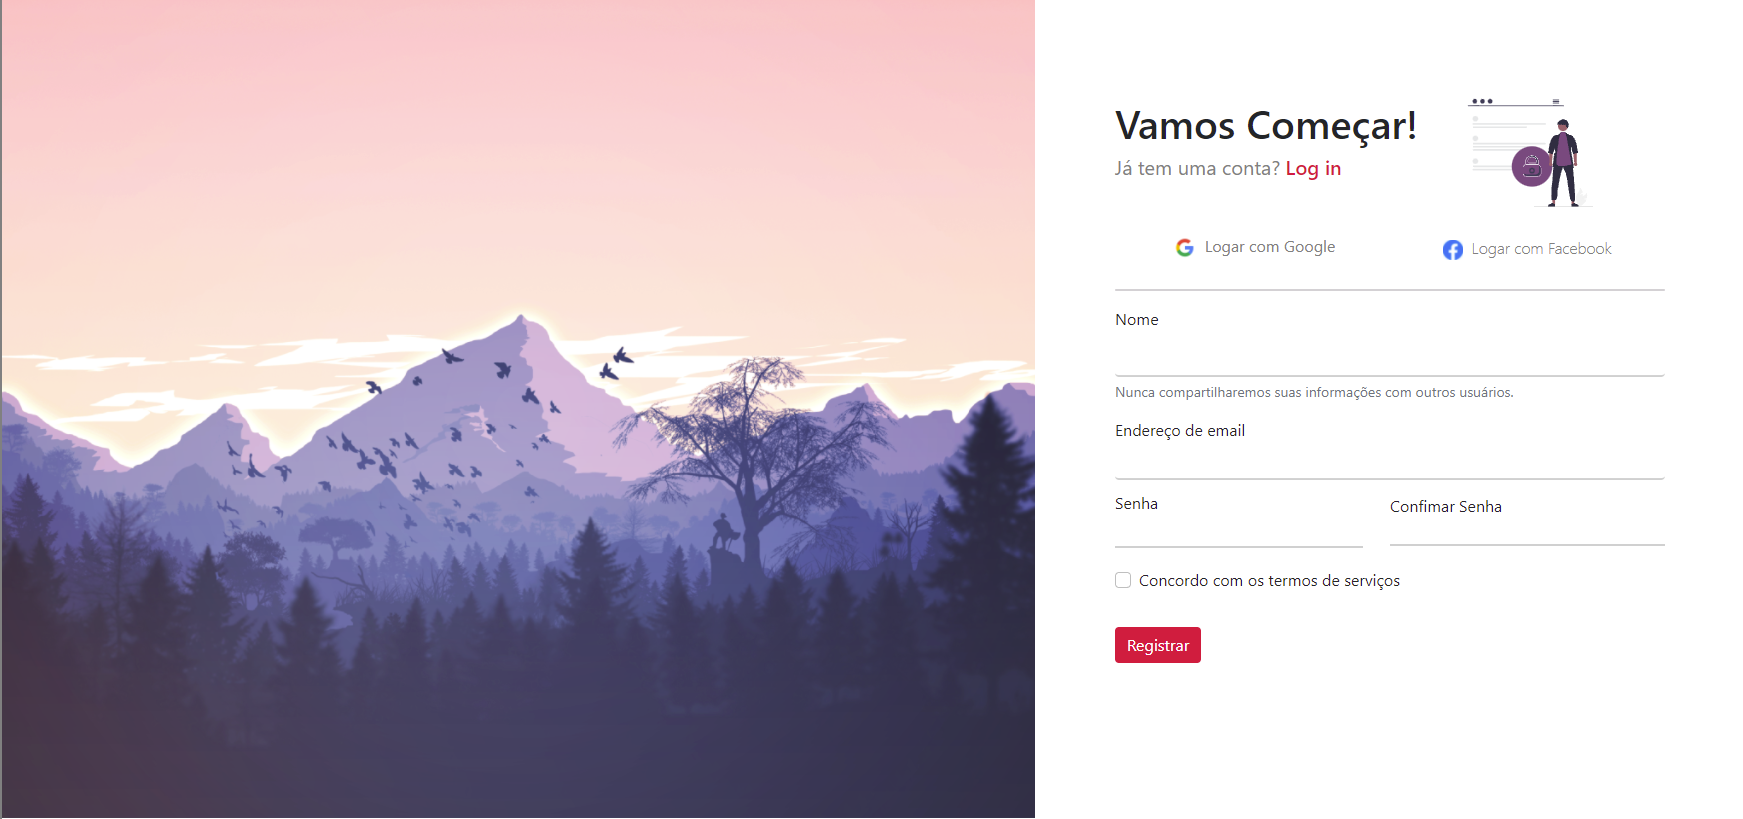 Vamos Começar!
Já tem uma conta? Log in
Logar com Google
Logar com Facebook
Nome
Nunca compartilharemos suas informações com outros usuários.
Endereço de email
Senha
Confimar Senha
Concordo com os termos de serviços
Registrar